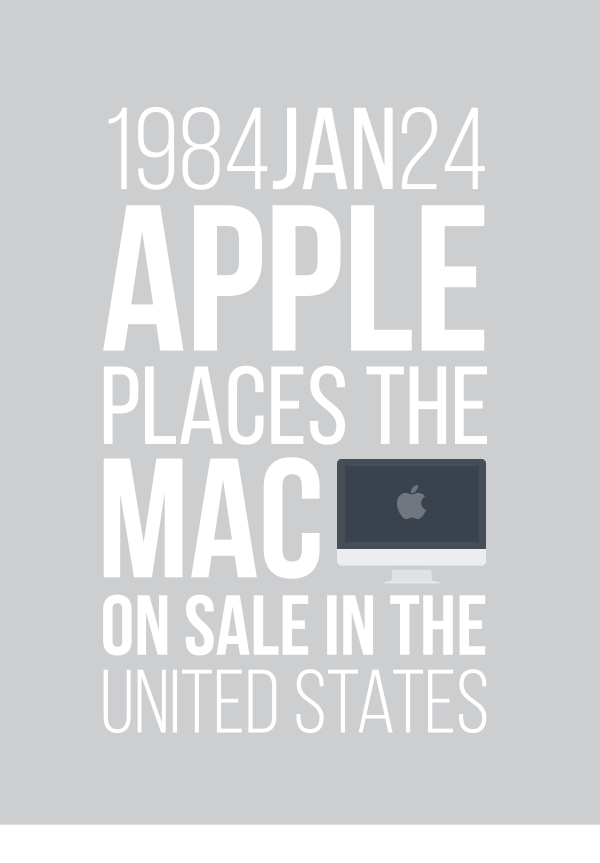 1984JAN24
APPLE
PLACES THE
MAC
ON SALE IN THE
UNITED STATES